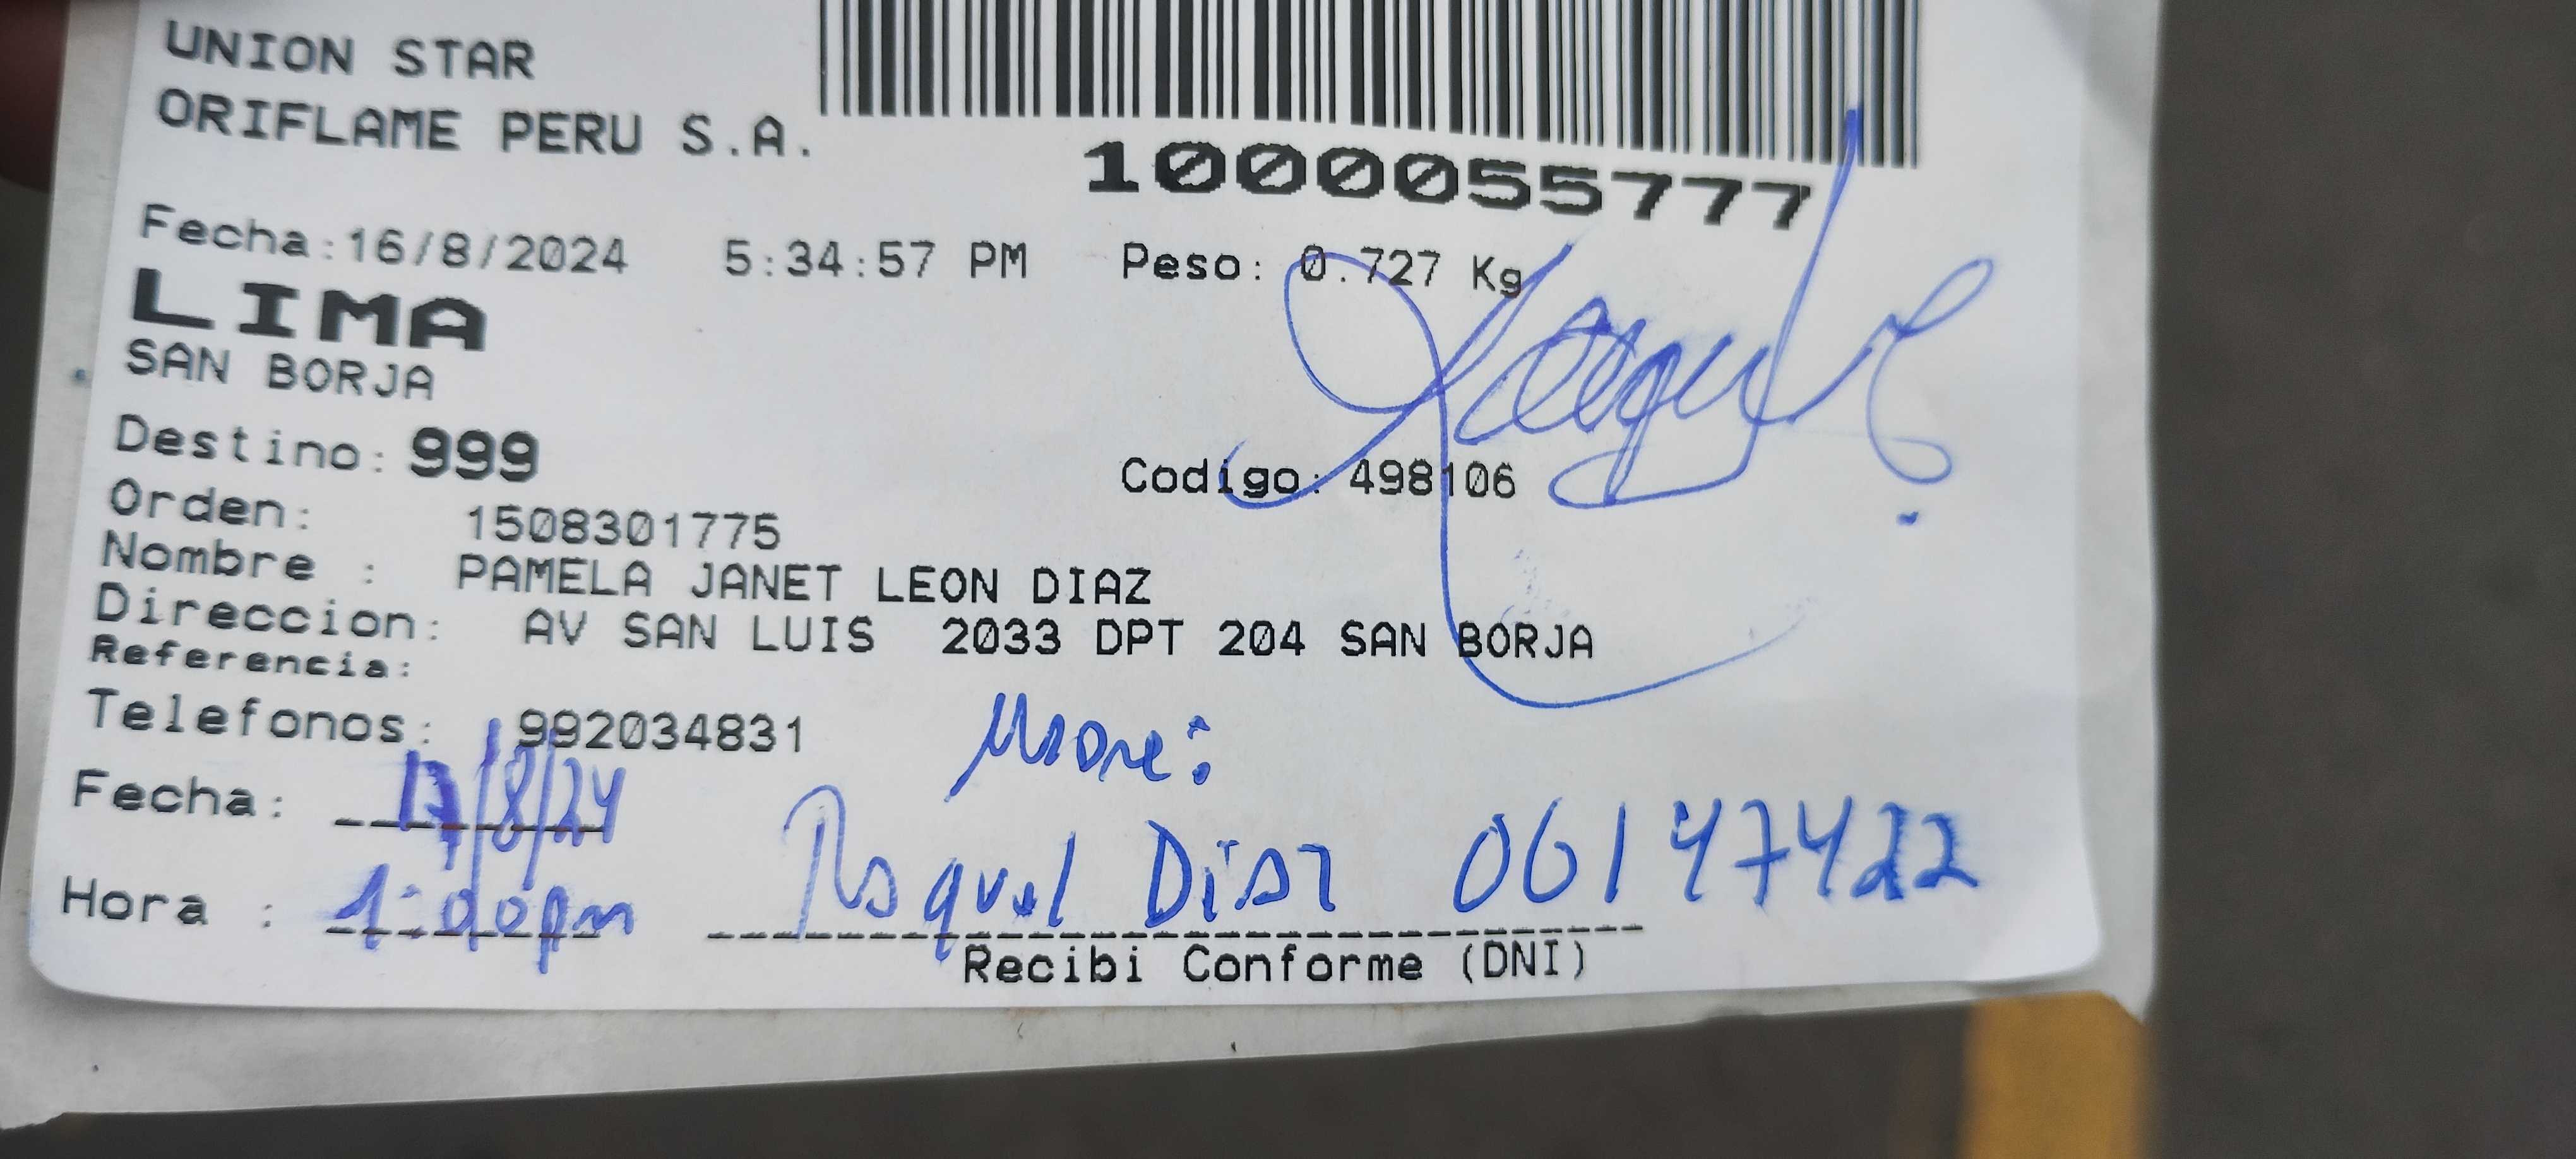 UNION STAR
ORIFLAME PERU S.A.
1000055777
Fecha:16/8/2024 5:34:57 PM Peso: 0.727 Kg
LIMA
SAN BORJA
Destino: 999
Codigo: 498106
Orden: 1508301775
Nombre : PAMELA JANET LEON DIAZ
Direccion: AV SAN LUIS 2033 DPT 204 SAN BORJA
Referencia:
Telefonos: 992034831
Fecha: 17/8/24
Hora : 1:00pm Raquel Diaz 06147422
Recibi Conforme (DNI)